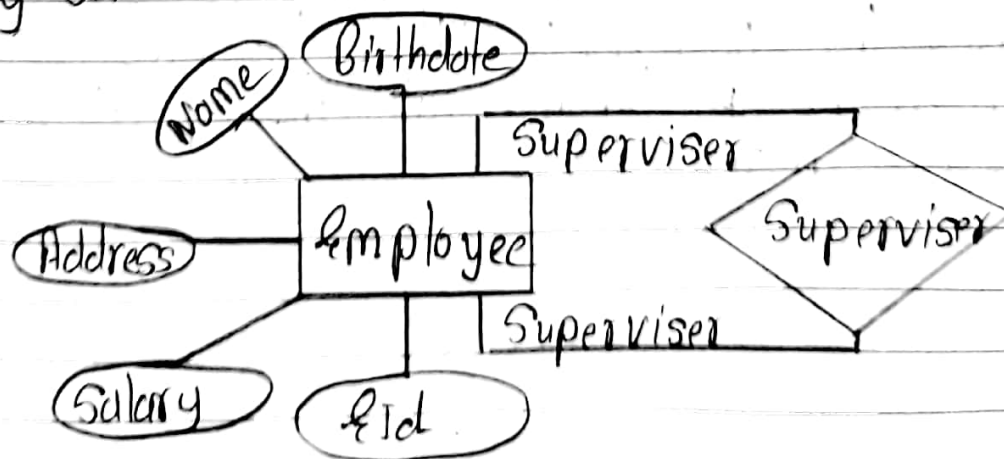 Birthdate
Name
Superviser
Employee
Superviser
Address
Superviser
Salary
EId